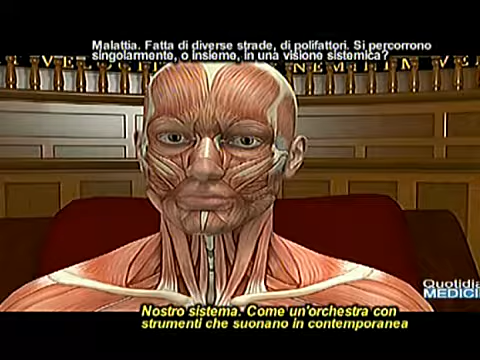 Malattia. Fatta di diverse strade, di polifattori. Si percorrono
singolarmente, o insieme, in una visione sistemica?
Quotidia
MEDICI
Nostro sistema. Come un'orchestra con
strumenti che suonano in contemporanea